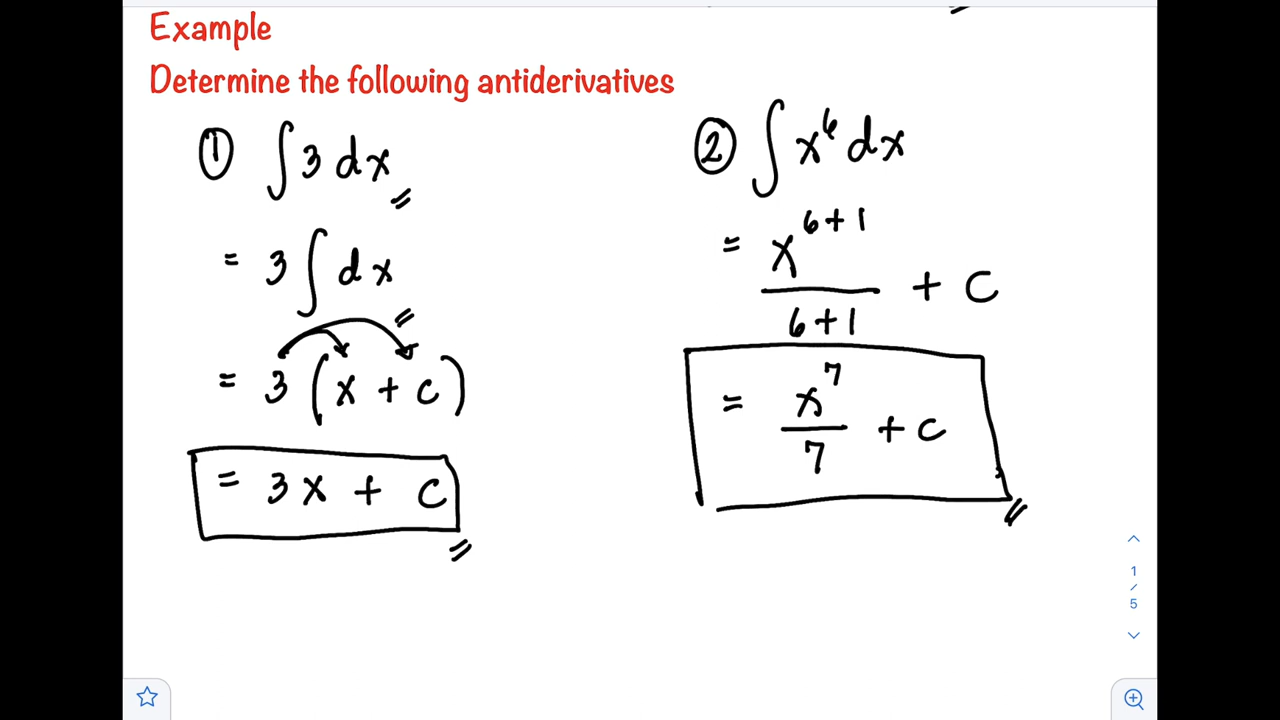 Example
Determine the following antiderivatives
① ∫ 3 dx
= 3 ∫ dx
= 3 (x + c)
= 3x + c
② ∫ x⁶ dx
= x⁶⁺¹ / 6+1 + c
= x⁷ / 7 + c
1
/
5